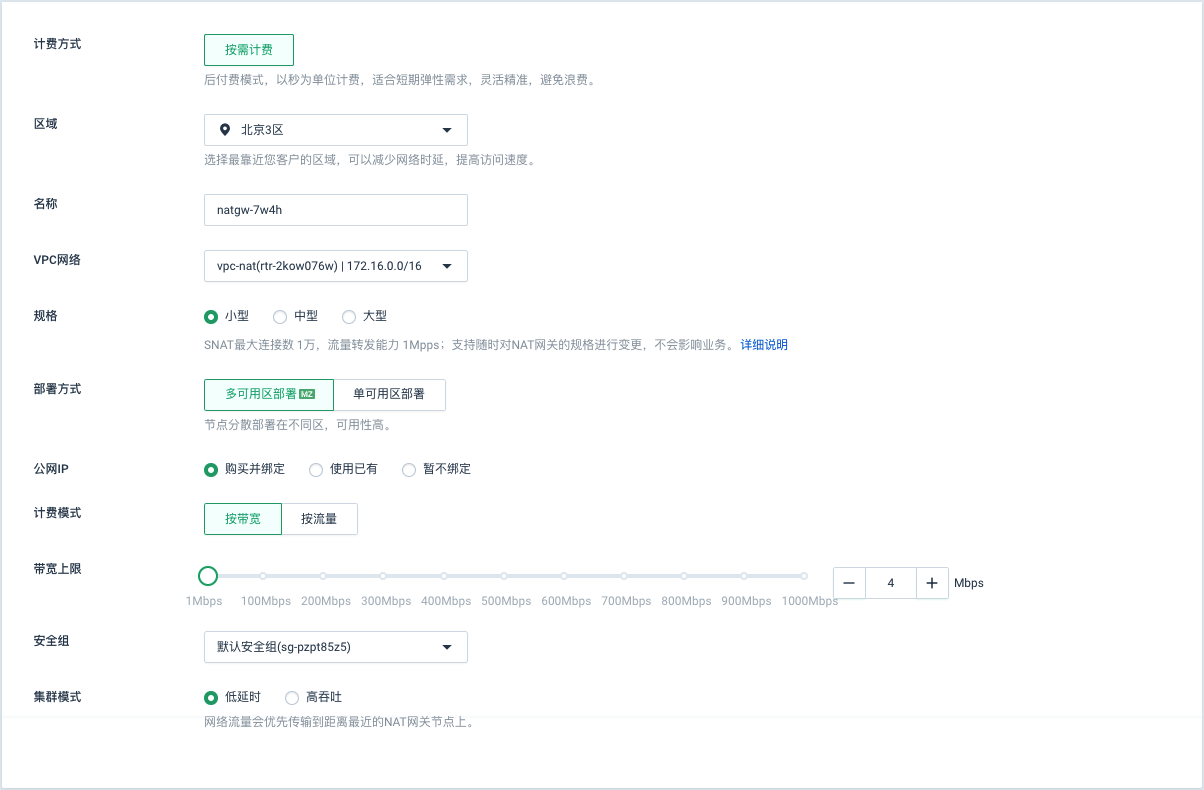 计费方式
按需计费
后付费模式，以秒为单位计费，适合短期弹性需求，灵活精准，避免浪费。
区域
北京3区
选择最靠近您客户的区域，可以减少网络时延，提高访问速度。
名称
natgw-7w4h
VPC网络
vpc-nat(rtr-2kow076w) | 172.16.0.0/16
规格
小型 中型 大型
SNAT最大连接数 1万，流量转发能力 1Mpps；支持随时对NAT网关的规格进行变更，不会影响业务。 详细说明
部署方式
多可用区部署 MZ 单可用区部署
节点分散部署在不同区，可用性高。
公网IP
购买并绑定 使用已有 暂不绑定
计费模式
按带宽 按流量
带宽上限
4 Mbps
1Mbps 100Mbps 200Mbps 300Mbps 400Mbps 500Mbps 600Mbps 700Mbps 800Mbps 900Mbps 1000Mbps
安全组
默认安全组(sg-pzpt85z5)
集群模式
低延时 高吞吐
网络流量会优先传输到距离最近的NAT网关节点上。